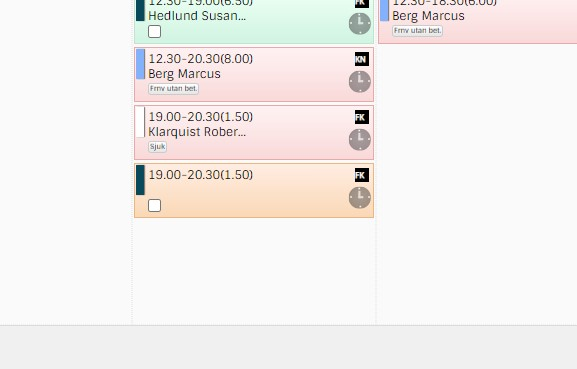 12.30-19.00(6.50)
FK
Hedlund Susan...
12.30-20.30(8.00)
KN
Berg Marcus
Frnv utan bet.
19.00-20.30(1.50)
FK
Klarquist Rober...
Sjuk
19.00-20.30(1.50)
FK
12.30-18.30(6.00)
Berg Marcus
Frnv utan bet.